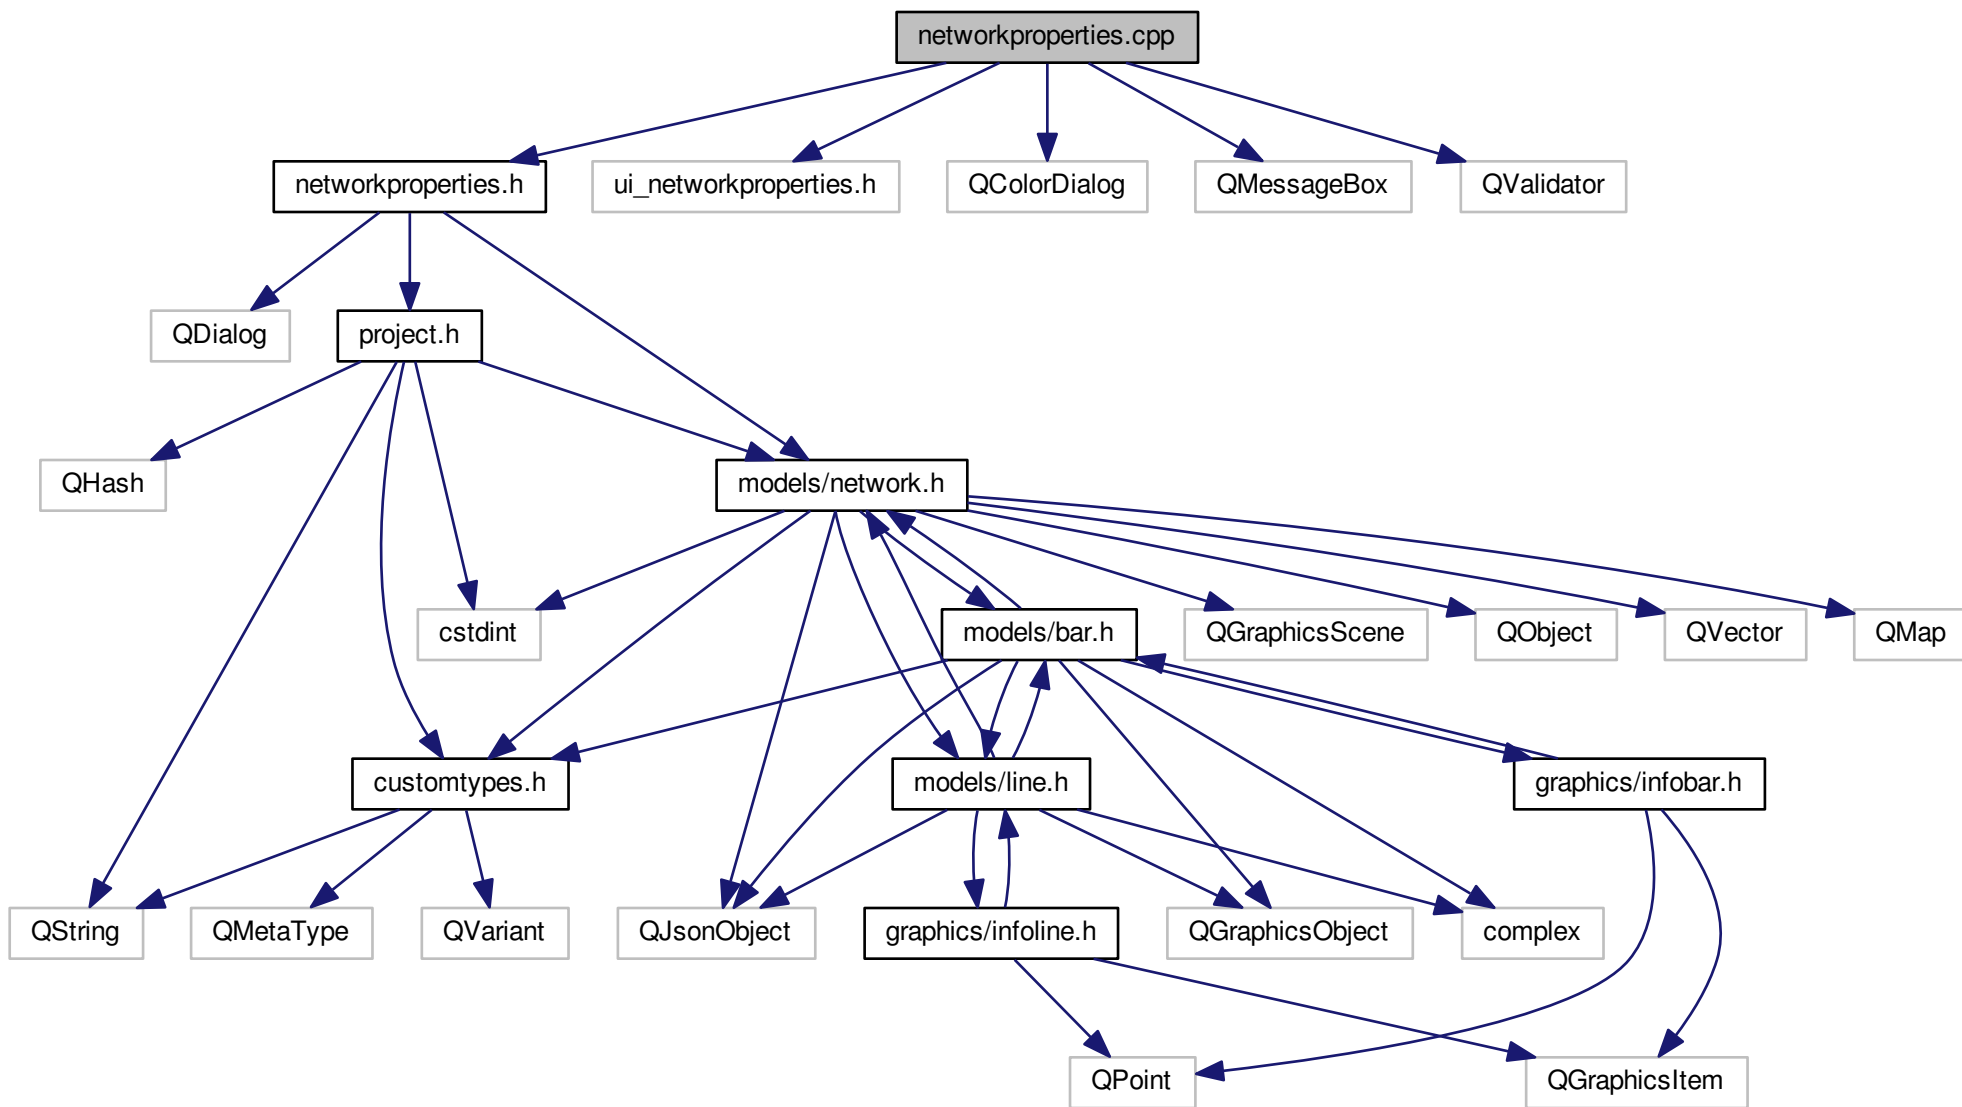 networkproperties.cpp
networkproperties.h
ui_networkproperties.h
QColorDialog
QMessageBox
QValidator
QDialog
project.h
QHash
models/network.h
cstdint
models/bar.h
QGraphicsScene
QObject
QVector
QMap
customtypes.h
models/line.h
graphics/infobar.h
QString
QMetaType
QVariant
QJsonObject
graphics/infoline.h
QGraphicsObject
complex
QPoint
QGraphicsItem